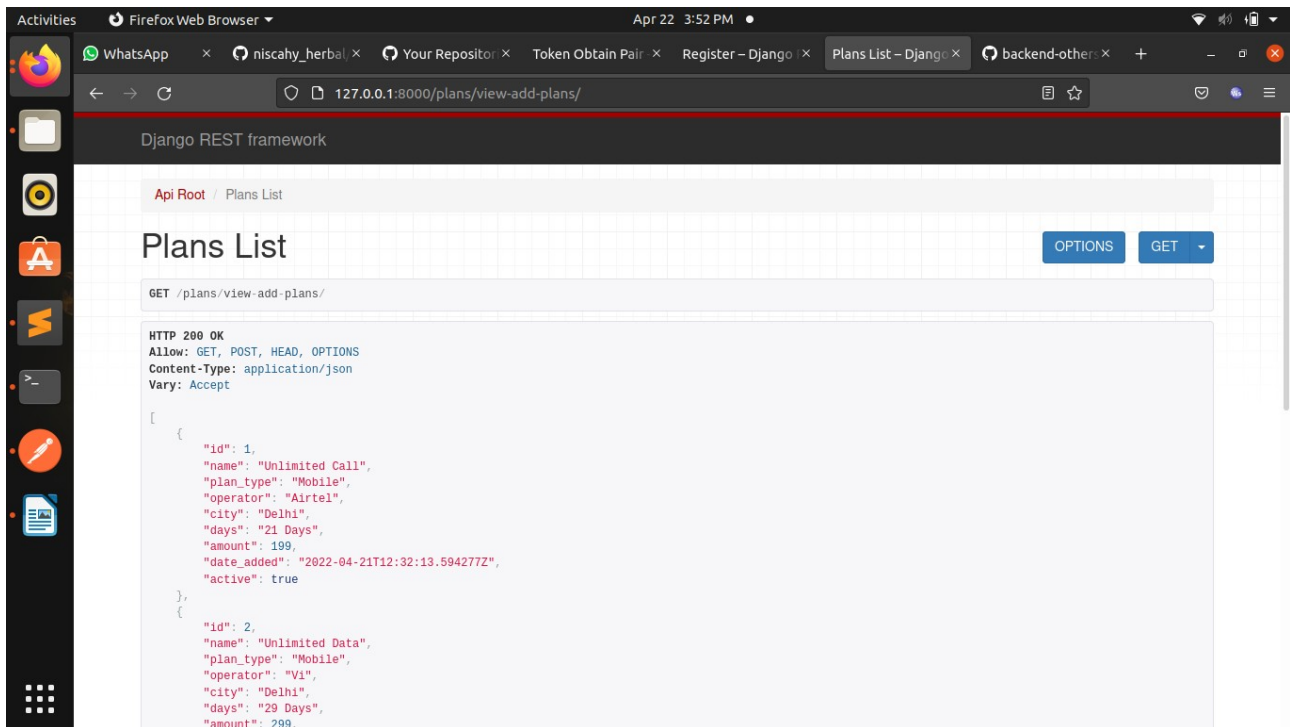 Activities
Firefox Web Browser
Apr 22 3:52 PM
WhatsApp
niscahy_herbal/
Your Repositori
Token Obtain Pair
Register – Django
Plans List – Django
backend-others
127.0.0.1:8000/plans/view-add-plans/
Django REST framework
Api Root / Plans List
Plans List
OPTIONS
GET
GET /plans/view-add-plans/
HTTP 200 OK
Allow: GET, POST, HEAD, OPTIONS
Content-Type: application/json
Vary: Accept
[
{
"id": 1,
"name": "Unlimited Call",
"plan_type": "Mobile",
"operator": "Airtel",
"city": "Delhi",
"days": "21 Days",
"amount": 199,
"date_added": "2022-04-21T12:32:13.594277Z",
"active": true
},
{
"id": 2,
"name": "Unlimited Data",
"plan_type": "Mobile",
"operator": "Vi",
"city": "Delhi",
"days": "29 Days",
"amount": 299,